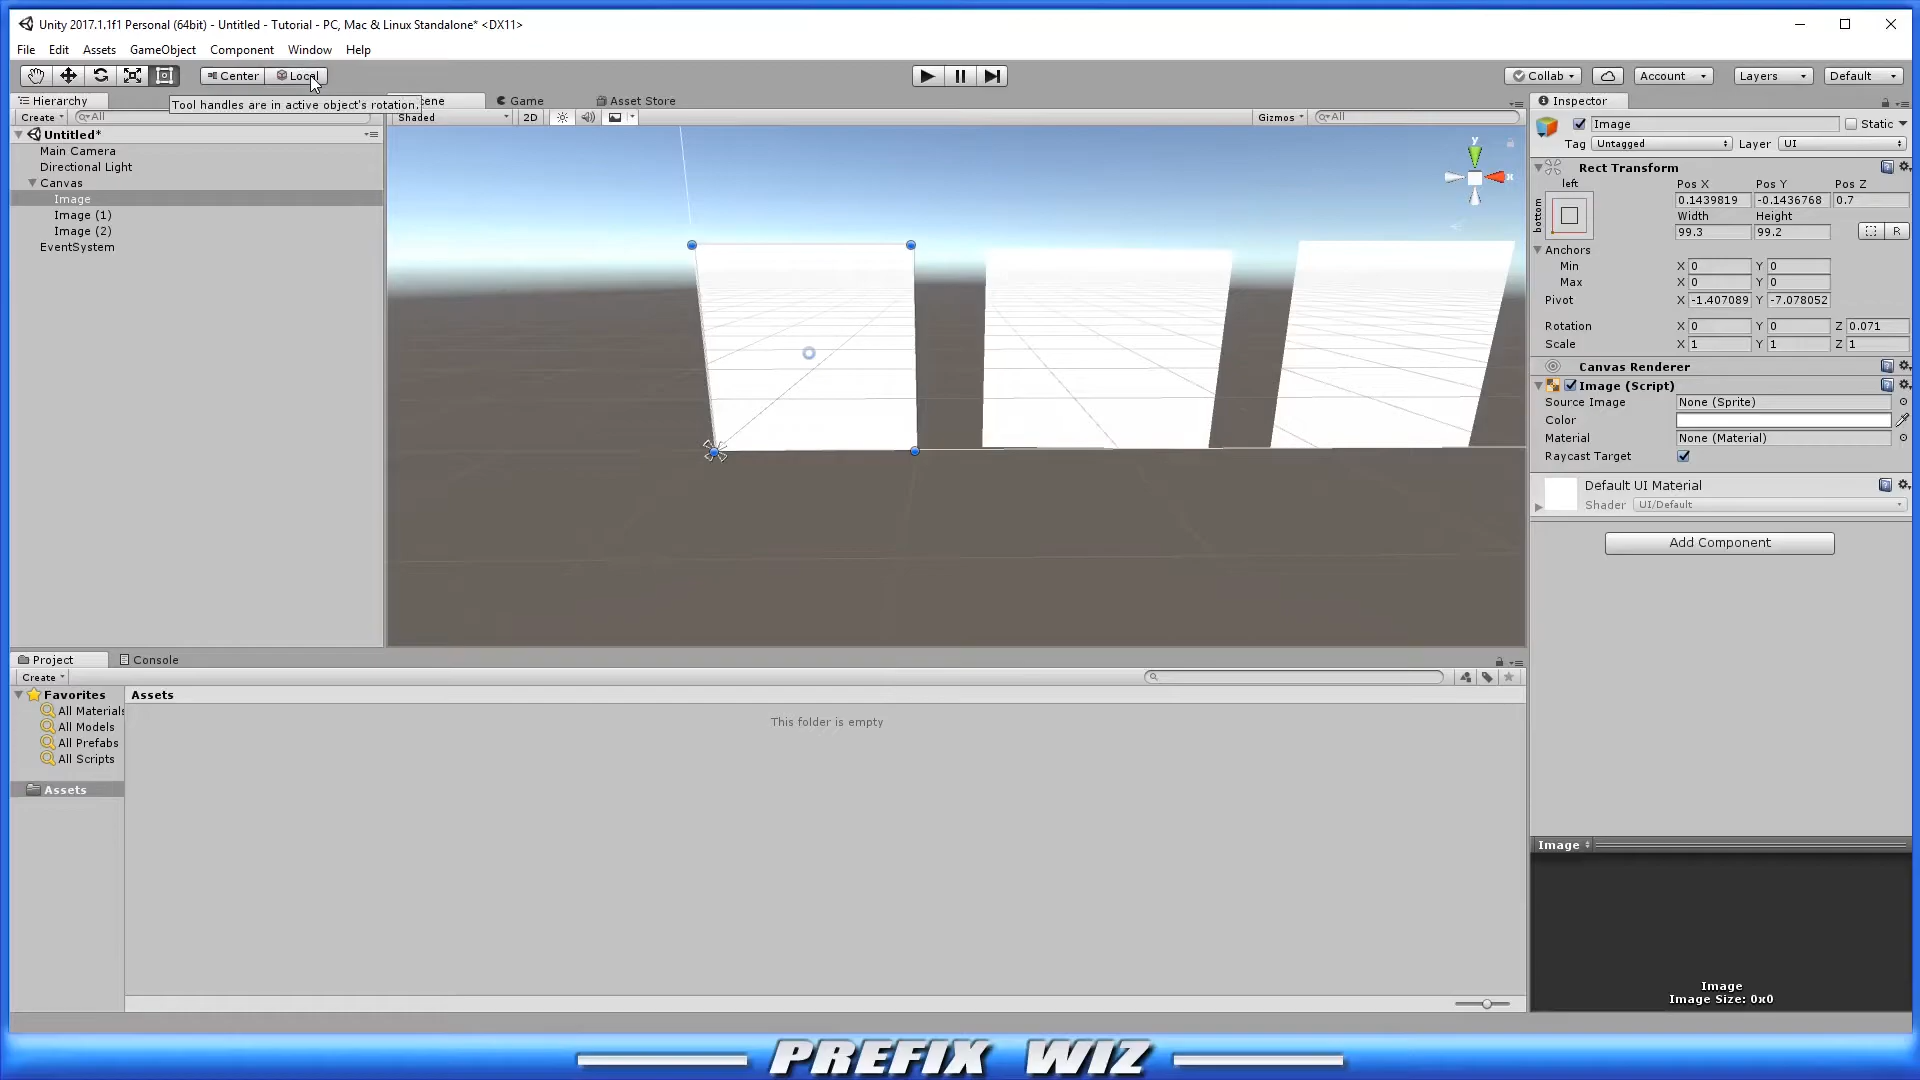 Unity 2017.1.1f1 Personal (64bit) - Untitled - Tutorial - PC, Mac & Linux Standalone* <DX11>
File Edit Assets GameObject Component Window Help
Center Local
Collab Account Layers Default
Tool handles are in active object's rotation.
Hierarchy
Create All
Untitled*
Main Camera
Directional Light
Canvas
Image
Image (1)
Image (2)
EventSystem
cene Game Asset Store
Shaded 2D Gizmos All
y
x
Inspector
Image Static
Tag Untagged Layer UI
Rect Transform
left Pos X Pos Y Pos Z
bottom
0.1439819 -0.1436768 0.7
Width Height
99.3 99.2 R
Anchors
Min X 0 Y 0
Max X 0 Y 0
Pivot X -1.407089 Y -7.078052
Rotation X 0 Y 0 Z 0.071
Scale X 1 Y 1 Z 1
Canvas Renderer
Image (Script)
Source Image None (Sprite)
Color
Material None (Material)
Raycast Target
Default UI Material
Shader UI/Default
Add Component
Project Console
Create
Favorites
All Materials
All Models
All Prefabs
All Scripts
Assets
Assets
This folder is empty
Image
Image
Image Size: 0x0
PREFIX WIZ